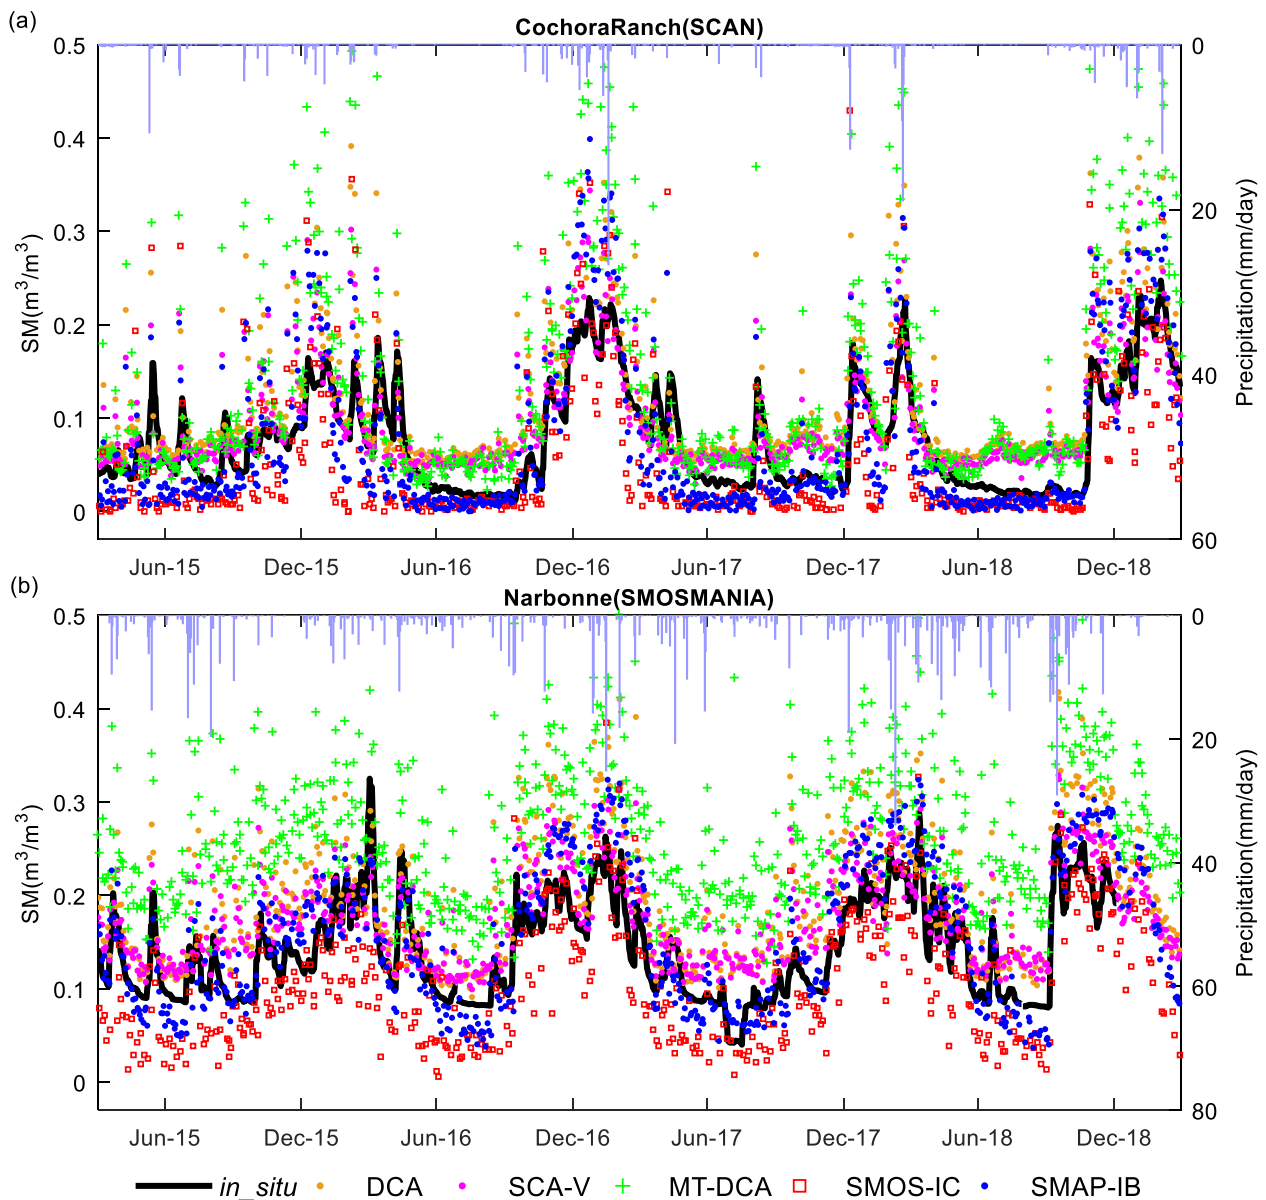 (a)
CochoraRanch(SCAN)
0.5
0.4
0.3
0.2
0.1
0
SM(m³/m³)
0
20
40
60
Precipitation(mm/day)
Jun-15 Dec-15 Jun-16 Dec-16 Jun-17 Dec-17 Jun-18 Dec-18
(b)
Narbonne(SMOSMANIA)
0.5
0.4
0.3
0.2
0.1
0
SM(m³/m³)
0
20
40
60
80
Precipitation(mm/day)
Jun-15 Dec-15 Jun-16 Dec-16 Jun-17 Dec-17 Jun-18 Dec-18
in_situ DCA SCA-V MT-DCA SMOS-IC SMAP-IB